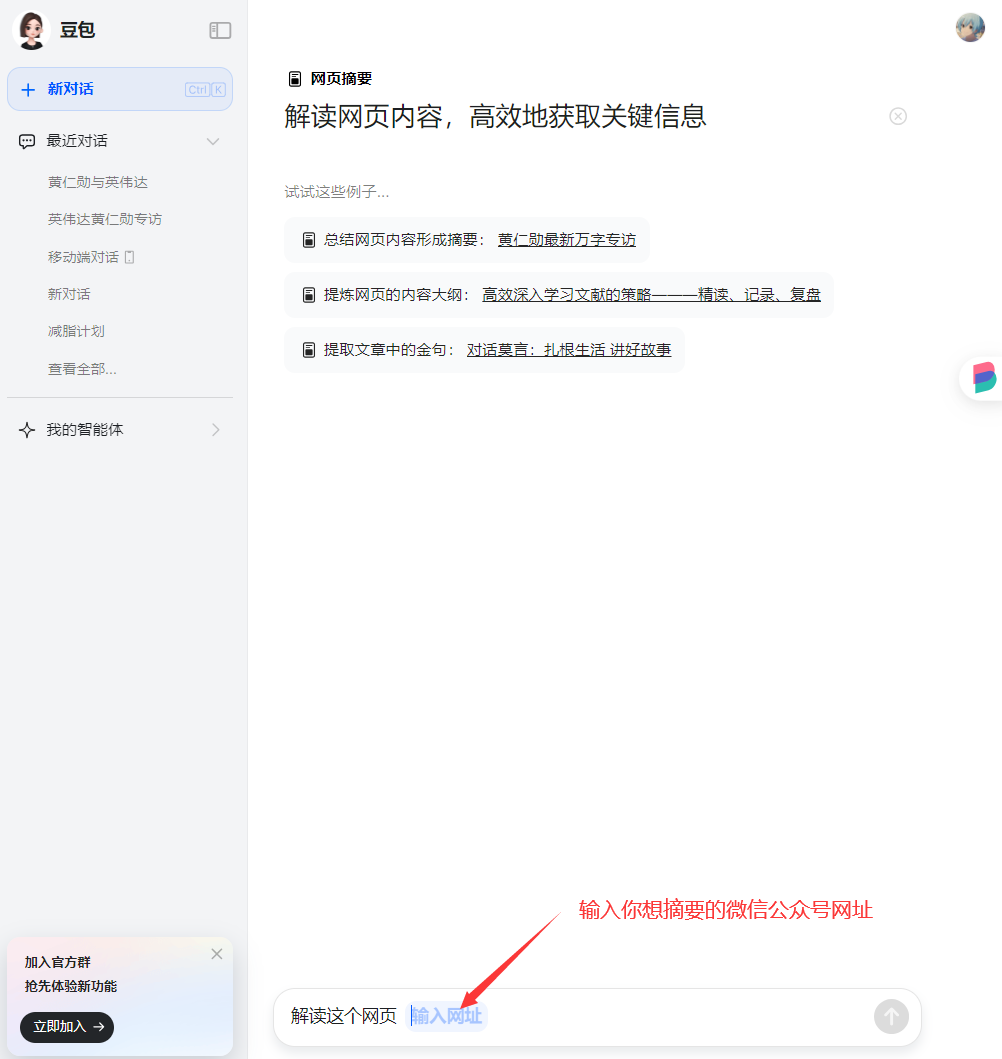 豆包
新对话 Ctrl K
最近对话
黄仁勋与英伟达
英伟达黄仁勋专访
移动端对话
新对话
减脂计划
查看全部...
我的智能体
加入官方群
抢先体验新功能
立即加入 →
网页摘要
解读网页内容，高效地获取关键信息
试试这些例子...
总结网页内容形成摘要： 黄仁勋最新万字专访
提炼网页的内容大纲： 高效深入学习文献的策略———精读、记录、复盘
提取文章中的金句： 对话莫言：扎根生活 讲好故事
输入你想摘要的微信公众号网址
解读这个网页 输入网址